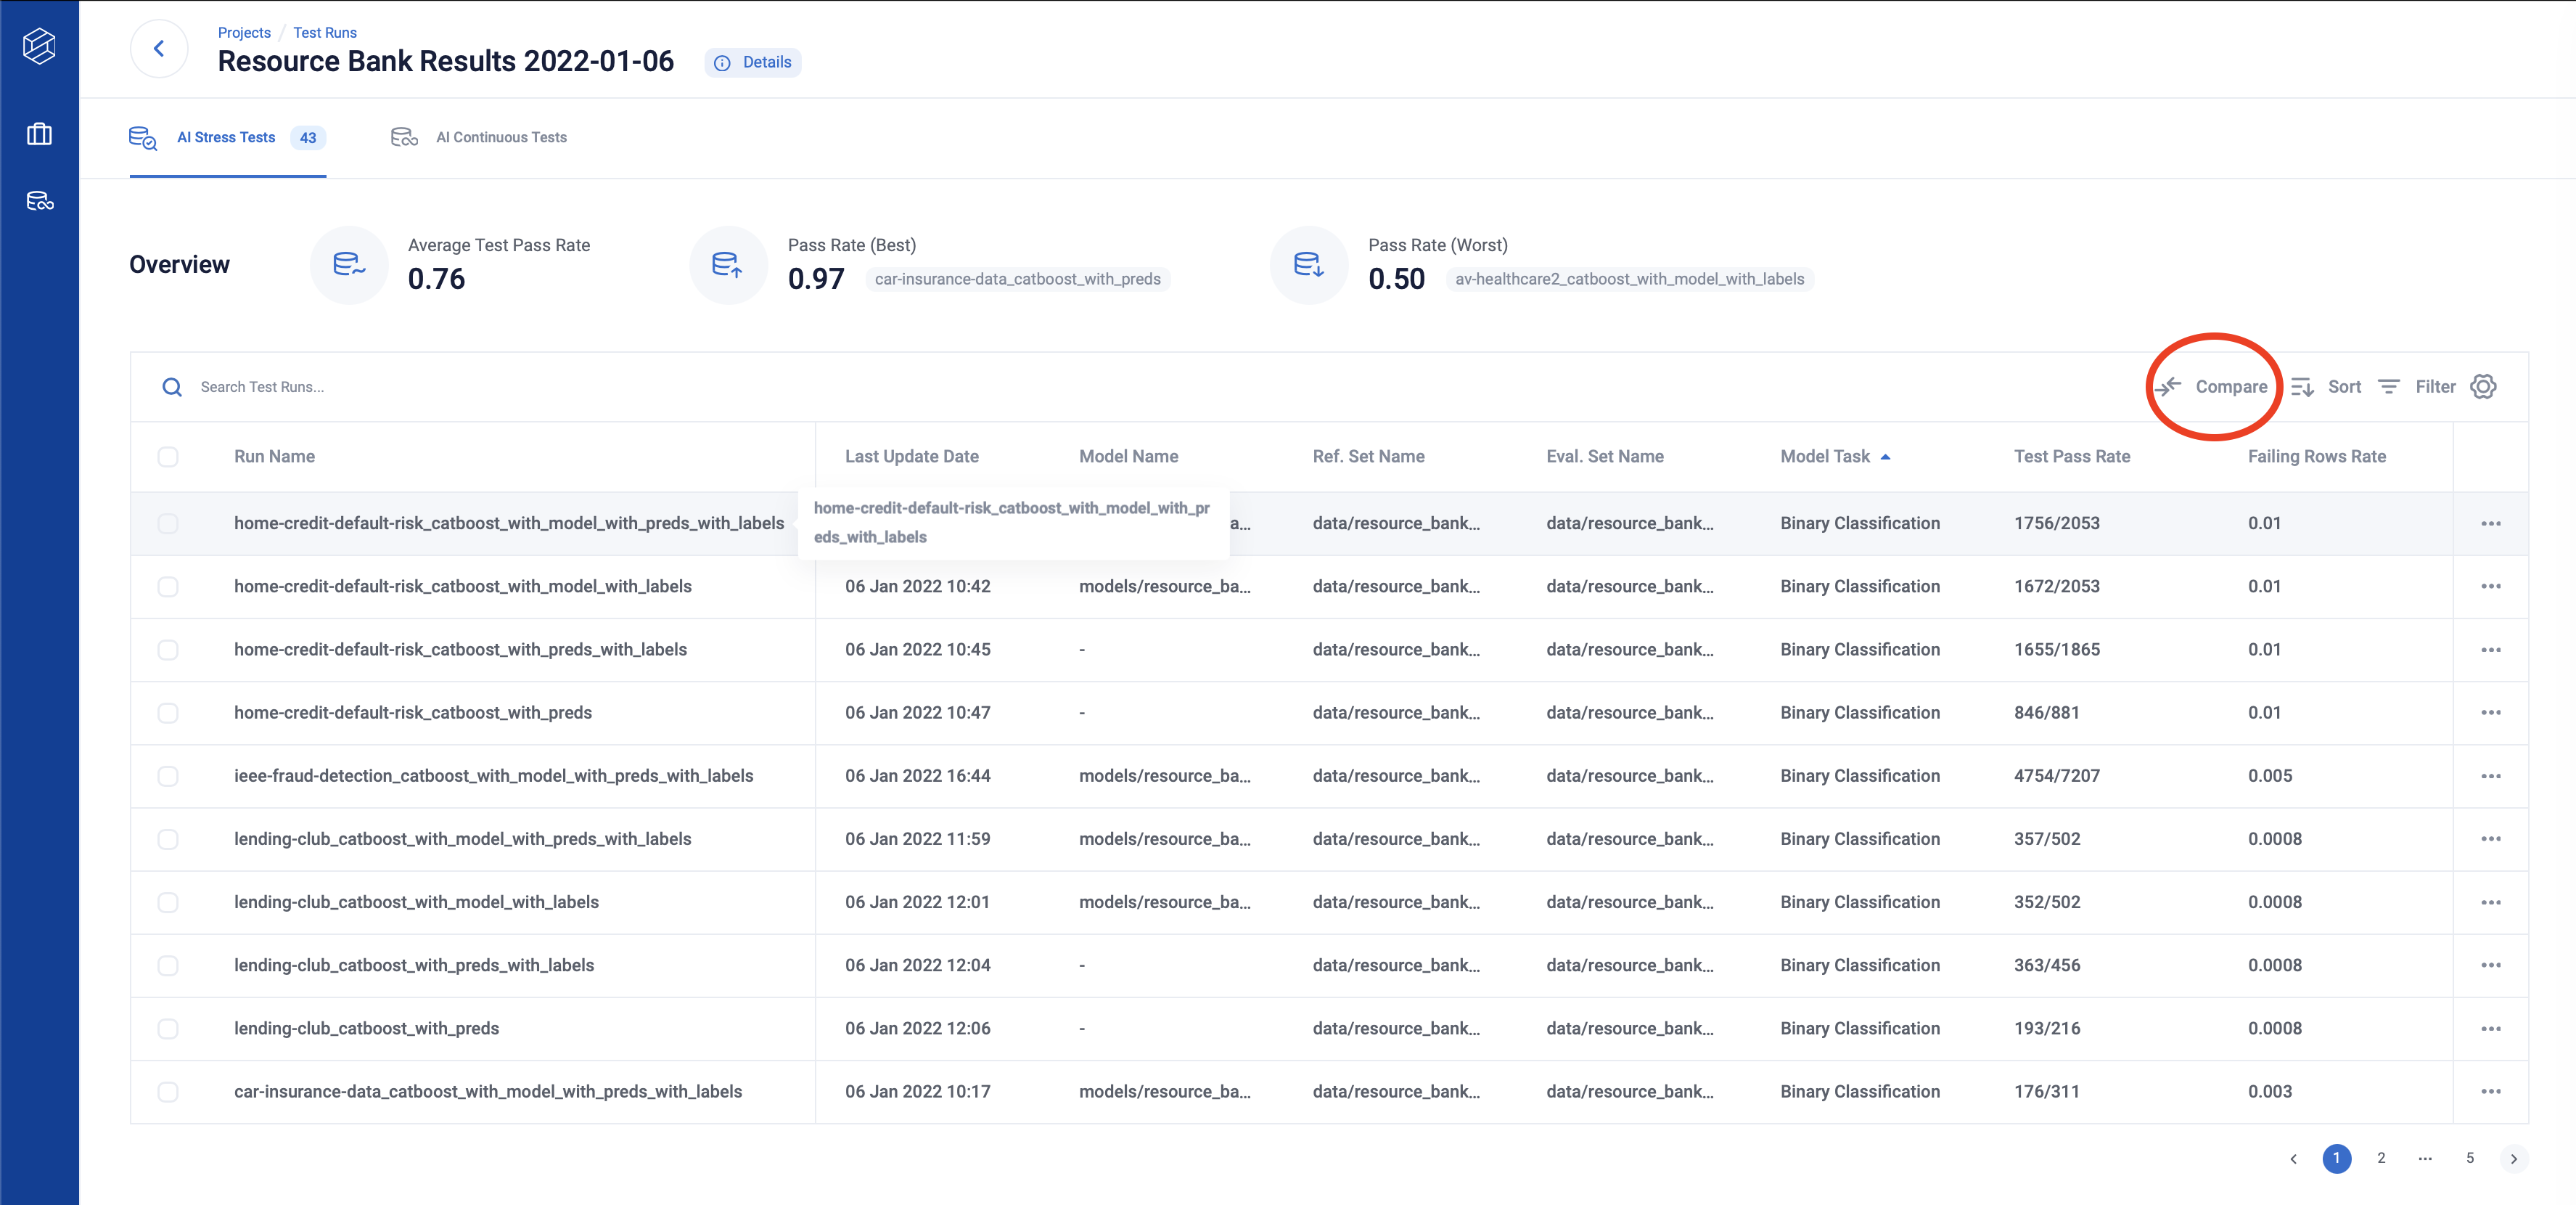 Projects / Test Runs
Resource Bank Results 2022-01-06 Details
AI Stress Tests 43 AI Continuous Tests
Overview
Average Test Pass Rate
0.76
Pass Rate (Best)
0.97 car-insurance-data_catboost_with_preds
Pass Rate (Worst)
0.50 av-healthcare2_catboost_with_model_with_labels
Search Test Runs... Compare Sort Filter
Run Name Last Update Date Model Name Ref. Set Name Eval. Set Name Model Task Test Pass Rate Failing Rows Rate
home-credit-default-risk_catboost_with_model_with_preds_with_labels a... data/resource_bank... data/resource_bank... Binary Classification 1756/2053 0.01
home-credit-default-risk_catboost_with_model_with_pr
eds_with_labels
home-credit-default-risk_catboost_with_model_with_labels 06 Jan 2022 10:42 models/resource_ba... data/resource_bank... data/resource_bank... Binary Classification 1672/2053 0.01
home-credit-default-risk_catboost_with_preds_with_labels 06 Jan 2022 10:45 - data/resource_bank... data/resource_bank... Binary Classification 1655/1865 0.01
home-credit-default-risk_catboost_with_preds 06 Jan 2022 10:47 - data/resource_bank... data/resource_bank... Binary Classification 846/881 0.01
ieee-fraud-detection_catboost_with_model_with_preds_with_labels 06 Jan 2022 16:44 models/resource_ba... data/resource_bank... data/resource_bank... Binary Classification 4754/7207 0.005
lending-club_catboost_with_model_with_preds_with_labels 06 Jan 2022 11:59 models/resource_ba... data/resource_bank... data/resource_bank... Binary Classification 357/502 0.0008
lending-club_catboost_with_model_with_labels 06 Jan 2022 12:01 models/resource_ba... data/resource_bank... data/resource_bank... Binary Classification 352/502 0.0008
lending-club_catboost_with_preds_with_labels 06 Jan 2022 12:04 - data/resource_bank... data/resource_bank... Binary Classification 363/456 0.0008
lending-club_catboost_with_preds 06 Jan 2022 12:06 - data/resource_bank... data/resource_bank... Binary Classification 193/216 0.0008
car-insurance-data_catboost_with_model_with_preds_with_labels 06 Jan 2022 10:17 models/resource_ba... data/resource_bank... data/resource_bank... Binary Classification 176/311 0.003
1 2 ... 5